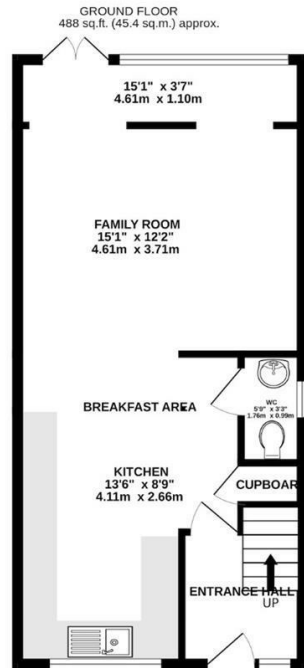 GROUND FLOOR
488 sq.ft. (45.4 sq.m.) approx.
15'1" x 3'7"
4.61m x 1.10m
FAMILY ROOM
15'1" x 12'2"
4.61m x 3.71m
WC
5'9" x 3'3"
1.76m x 0.99m
BREAKFAST AREA
KITCHEN
13'6" x 8'9"
4.11m x 2.66m
CUPBOAR
ENTRANCE HALL
UP